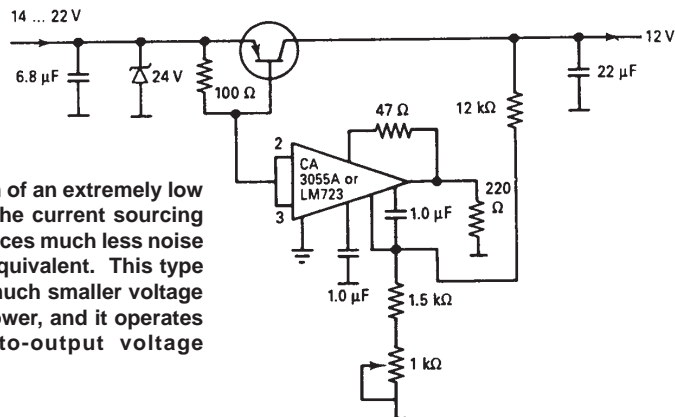 14 ... 22 V
12 V
6.8 µF
24 V
100 Ω
22 µF
12 kΩ
47 Ω
2
CA
3055A or
LM723
3
220
Ω
1.0 µF
1.0 µF
1.5 kΩ
1 kΩ
of an extremely low
he current sourcing
ces much less noise
quivalent. This type
uch smaller voltage
ower, and it operates
to-output voltage